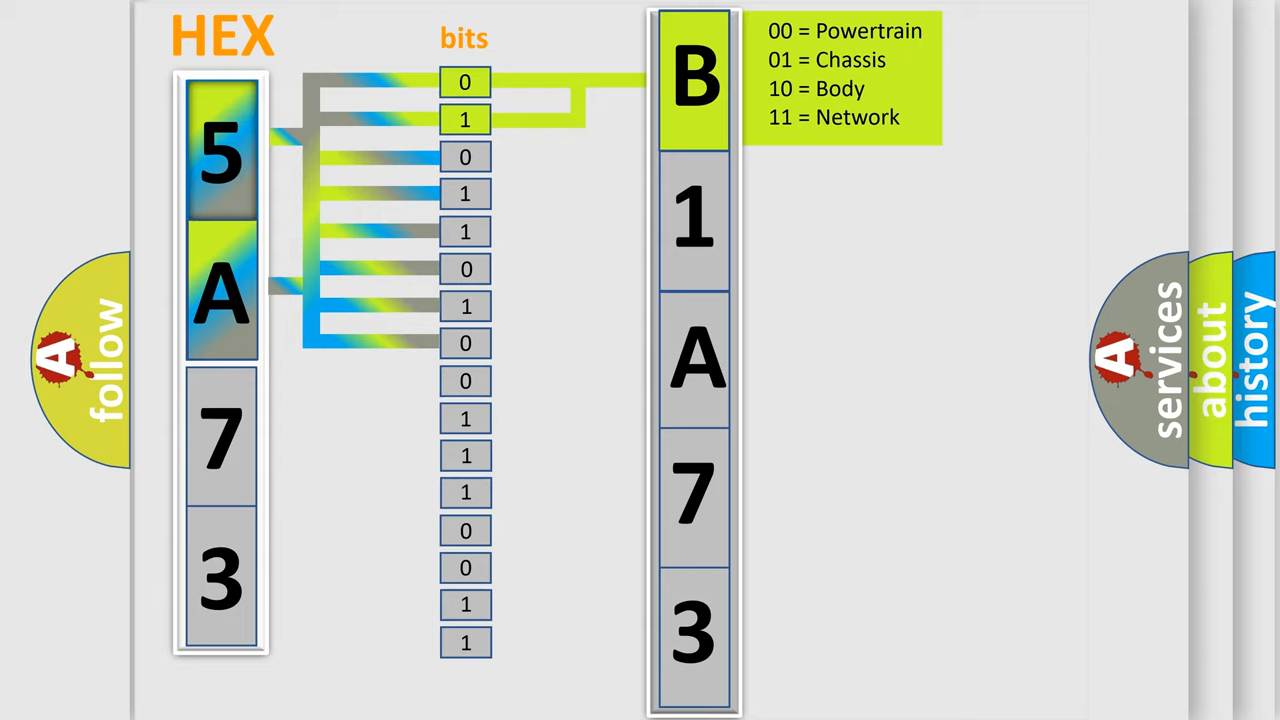 HEX
bits
5
A
7
3
0
1
0
1
1
0
1
0
0
1
1
1
0
0
1
1
B
1
A
7
3
00 = Powertrain
01 = Chassis
10 = Body
11 = Network
A
follow
A
services
about
history